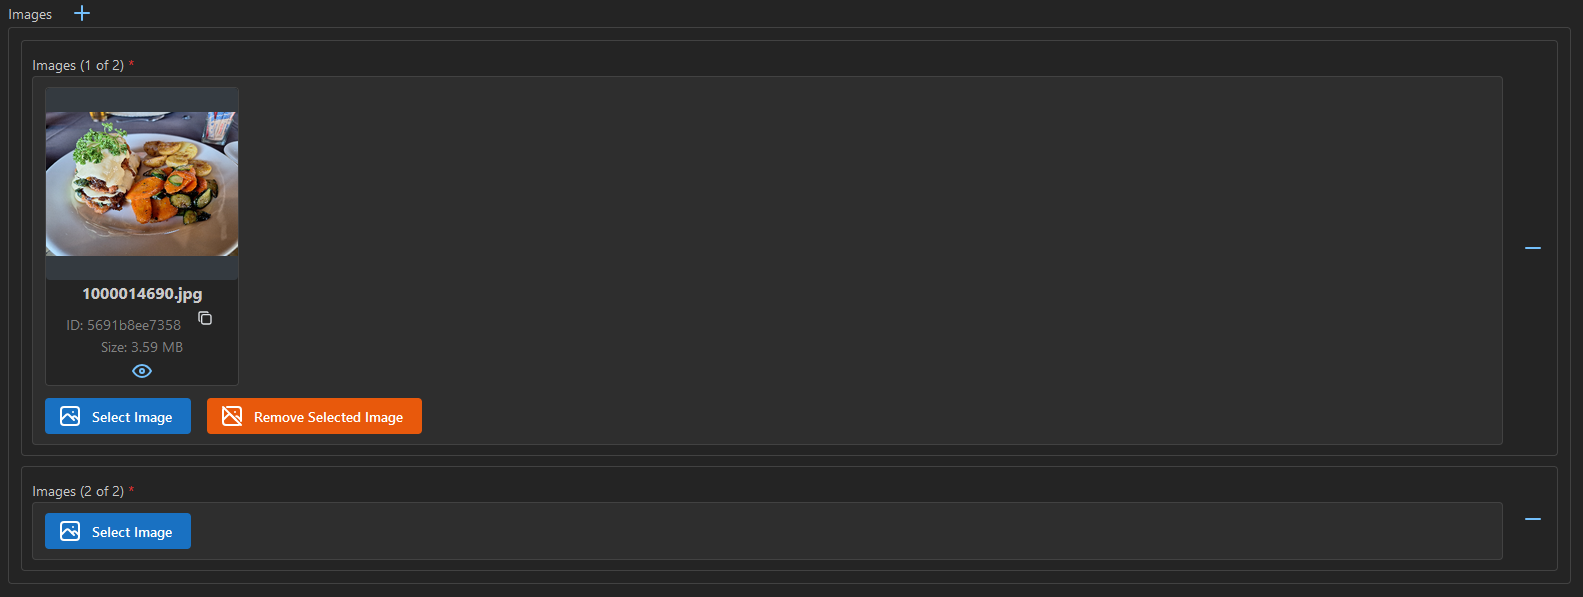 Images
Images (1 of 2) *
1000014690.jpg
ID: 5691b8ee7358
Size: 3.59 MB
Select Image
Remove Selected Image
Images (2 of 2) *
Select Image